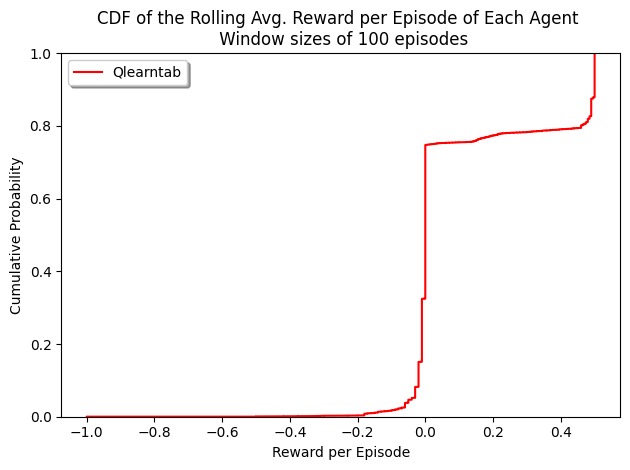 CDF of the Rolling Avg. Reward per Episode of Each Agent
Window sizes of 100 episodes
Qlearntab
Cumulative Probability
1.0
0.8
0.6
0.4
0.2
0.0
−1.0 −0.8 −0.6 −0.4 −0.2 0.0 0.2 0.4
Reward per Episode